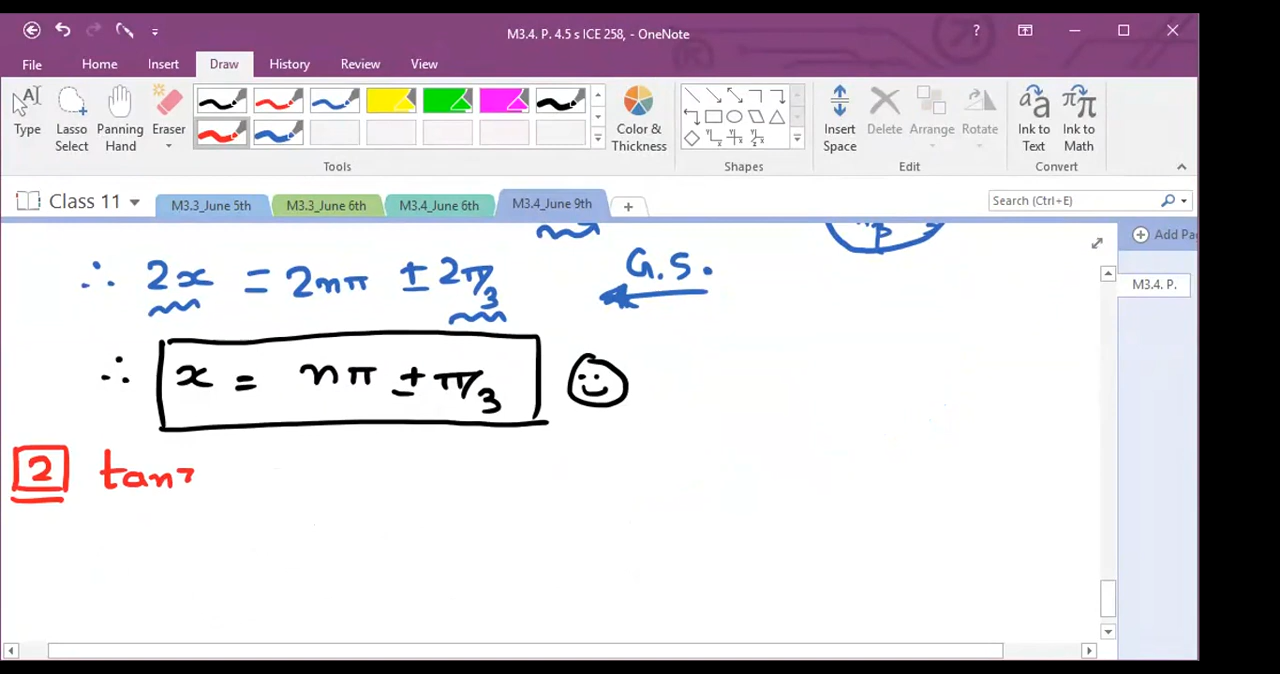 M3.4. P. 4.5 s ICE 258, - OneNote
?
File Home Insert Draw History Review View
Type
Lasso Select
Panning Hand
Eraser
Color & Thickness
Insert Space
Delete
Arrange
Rotate
Ink to Text
Ink to Math
Tools Shapes Edit Convert
Class 11 M3.3_June 5th M3.3_June 6th M3.4_June 6th M3.4_June 9th + Search (Ctrl+E)
Add Pa
M3.4. P.
∴ 2x = 2nπ ± 2π/3 G.S.
∴ x = nπ ± π/3
2 tan